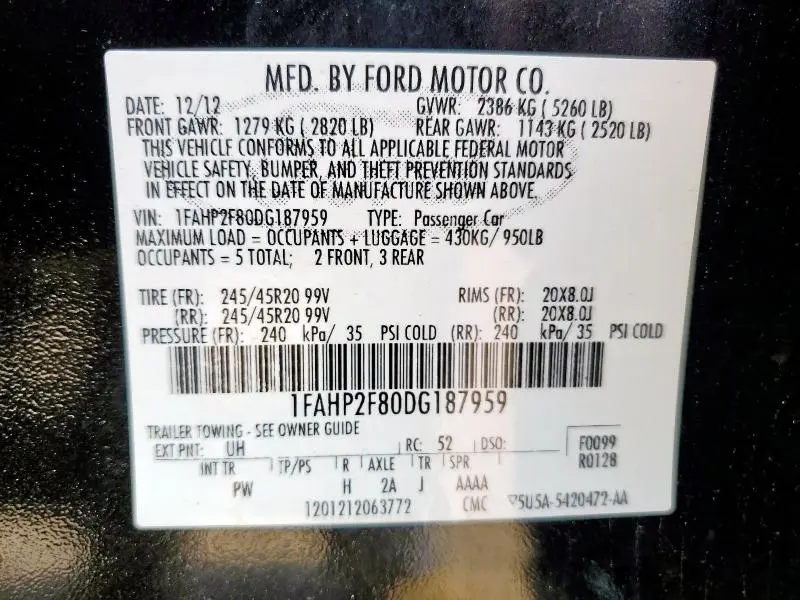 MFD. BY FORD MOTOR CO.
DATE: 12/12 GVWR: 2386 KG ( 5260 LB)
FRONT GAWR: 1279 KG ( 2820 LB) REAR GAWR: 1143 KG ( 2520 LB)
THIS VEHICLE CONFORMS TO ALL APPLICABLE FEDERAL MOTOR
VEHICLE SAFETY, BUMPER, AND THEFT PREVENTION STANDARDS
IN EFFECT ON THE DATE OF MANUFACTURE SHOWN ABOVE.
VIN: 1FAHP2F80DG187959 TYPE: Passenger Car
MAXIMUM LOAD = OCCUPANTS + LUGGAGE = 430KG/ 950LB
OCCUPANTS = 5 TOTAL; 2 FRONT, 3 REAR
TIRE (FR): 245/45R20 99V RIMS (FR): 20X8.0J
(RR): 245/45R20 99V (RR): 20X8.0J
PRESSURE (FR): 240 kPa/ 35 PSI COLD (RR): 240 kPa/ 35 PSI COLD
1FAHP2F80DG187959
TRAILER TOWING - SEE OWNER GUIDE
EXT PNT: UH RC: 52 DSO: F0099
INT TR TP/PS R AXLE TR SPR R0128
PW H 2A J AAAA
1201212063772 CMC 5U5A-5420472-AA